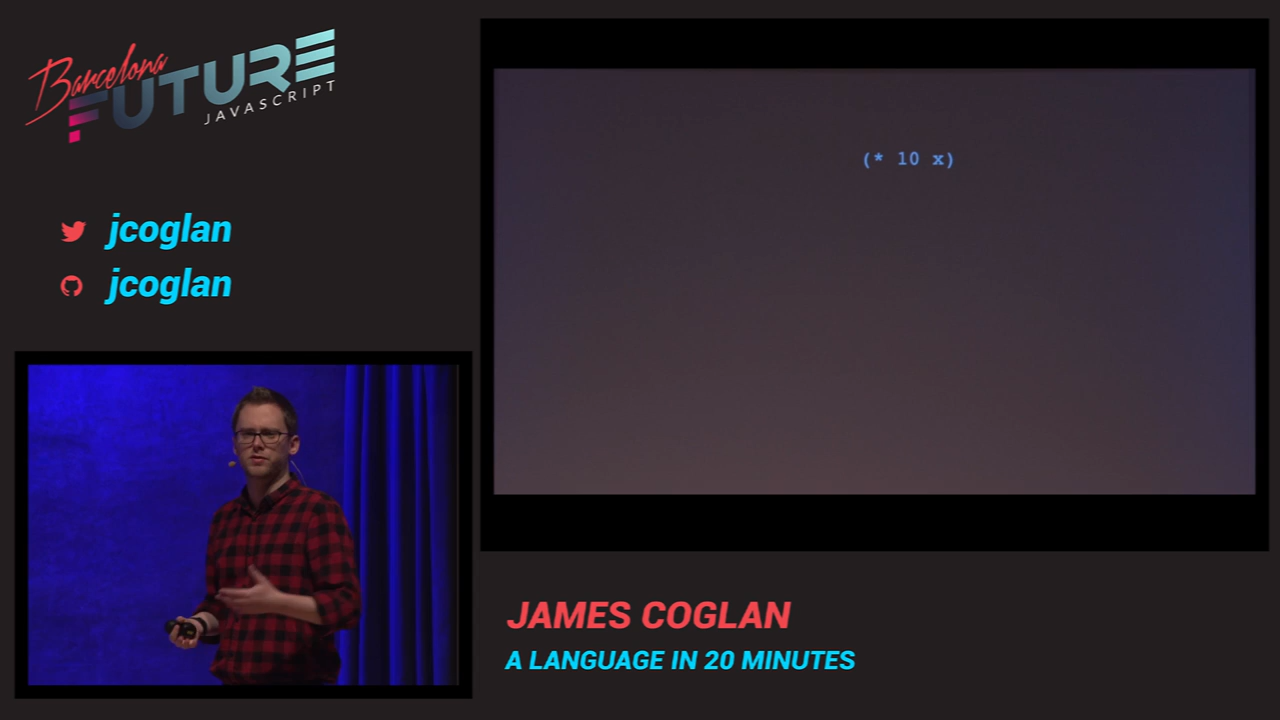 Barcelona
FUTURE
JAVASCRIPT
jcoglan
jcoglan
(* 10 x)
JAMES COGLAN
A LANGUAGE IN 20 MINUTES